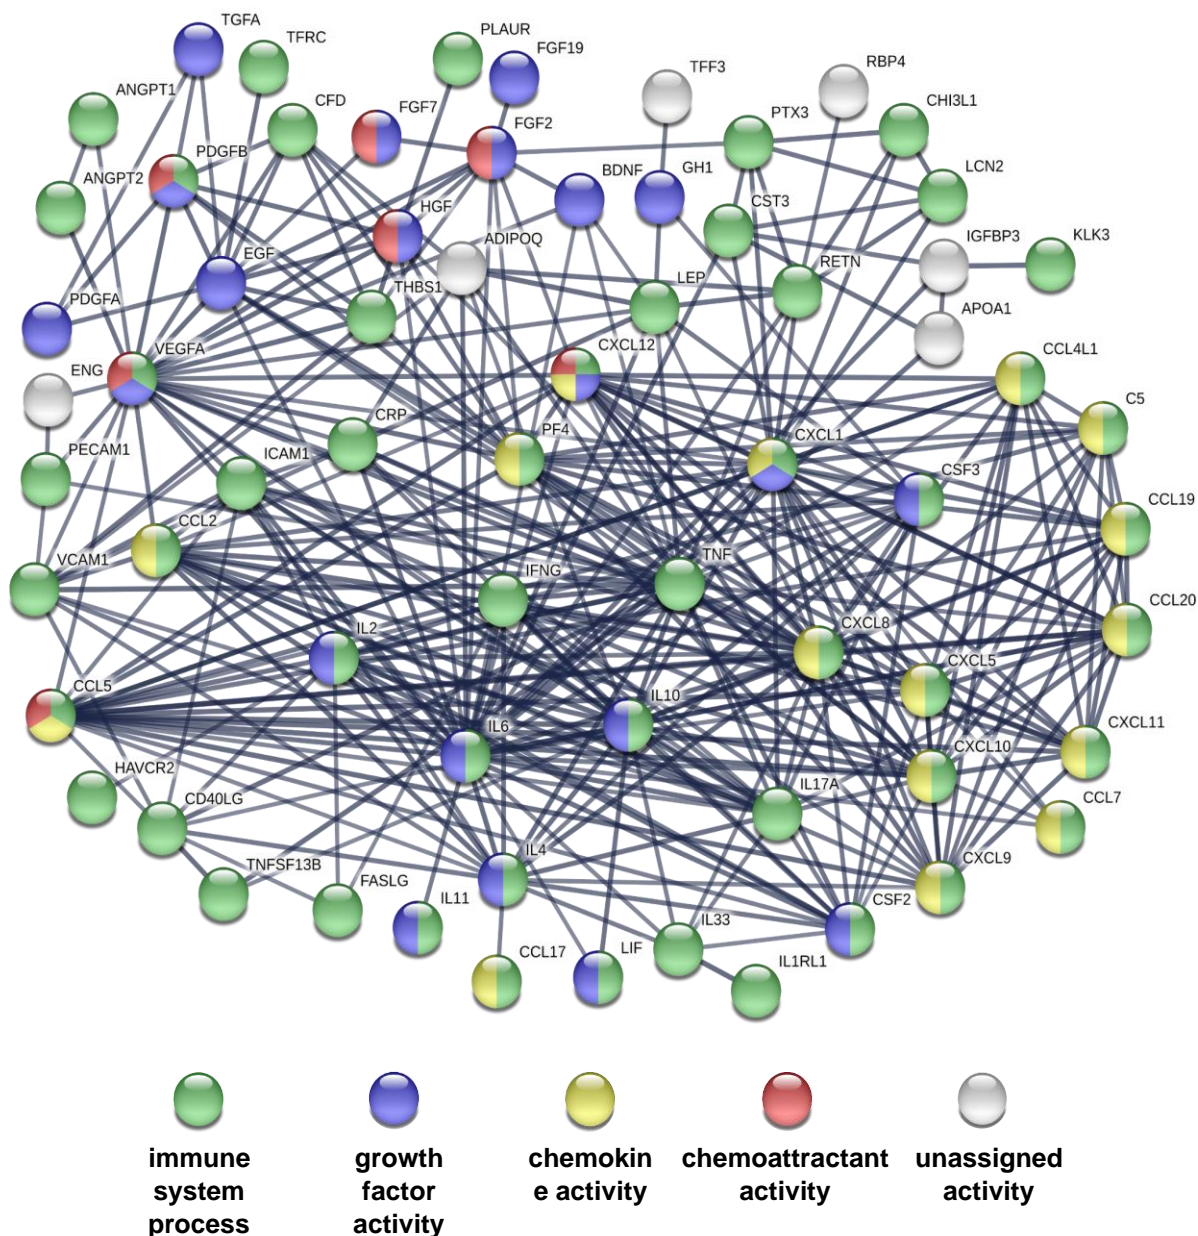 TGFA
TFRC
PLAUR
FGF19
TFF3
RBP4
ANGPT1
CFD
FGF7
FGF2
PTX3
CHI3L1
PDGFB
ANGPT2
BDNF
GH1
LCN2
CST3
HGF
ADIPOQ
IGFBP3
KLK3
EGF
THBS1
LEP
RETN
PDGFA
APOA1
VEGFA
CXCL12
ENG
CCL4L1
C5
CRP
PF4
CXCL1
PECAM1
ICAM1
CSF3
CCL19
CCL2
VCAM1
IFNG
TNF
CCL20
IL2
CXCL8
CXCL5
CCL5
IL10
IL6
CXCL11
CXCL10
HAVCR2
CD40LG
IL17A
CCL7
TNFSF13B
FASLG
IL4
CXCL9
IL11
CSF2
IL33
CCL17
LIF
IL1RL1
immune
system
process
growth
factor
activity
chemokin
e activity
chemoattractant
activity
unassigned
activity